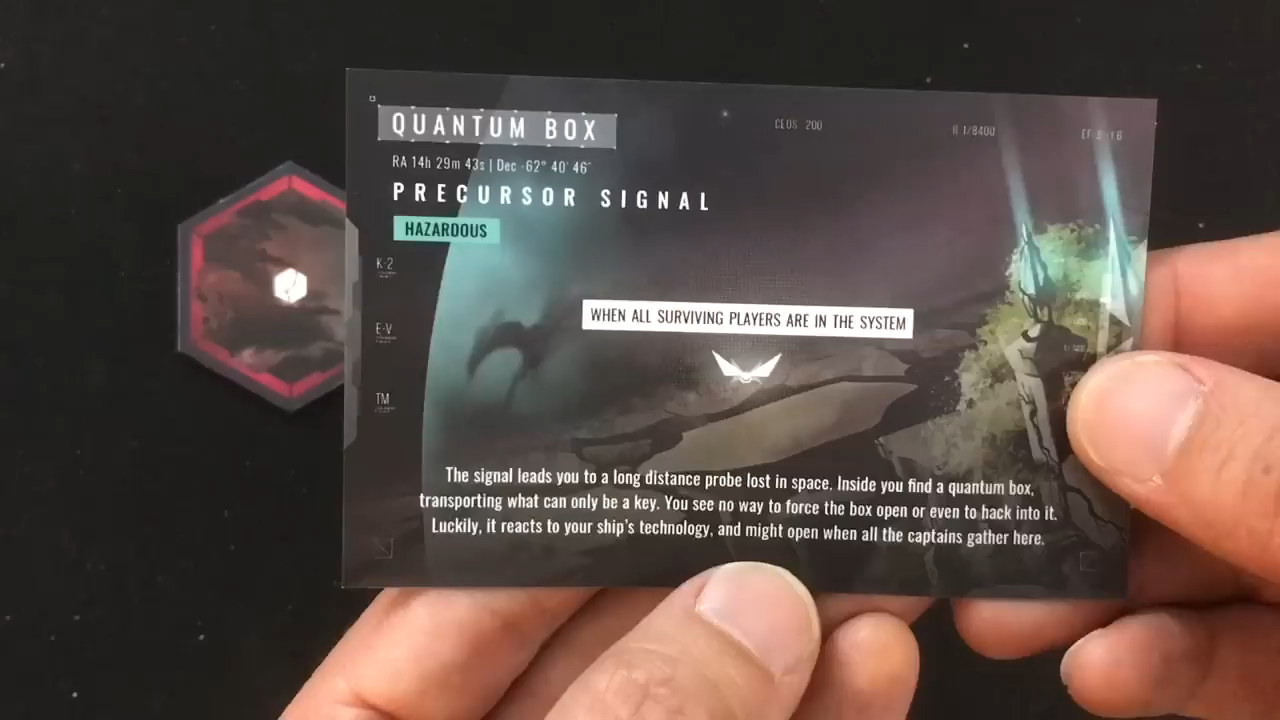 QUANTUM BOX
CLOS 200
RA 14h 29m 43s | Dec -62° 40' 46"
PRECURSOR SIGNAL
HAZARDOUS
K-2
E-V
TM
WHEN ALL SURVIVING PLAYERS ARE IN THE SYSTEM
The signal leads you to a long distance probe lost in space. Inside you find a quantum box,
transporting what can only be a key. You see no way to force the box open or even to hack into it.
Luckily, it reacts to your ship's technology, and might open when all the captains gather here.